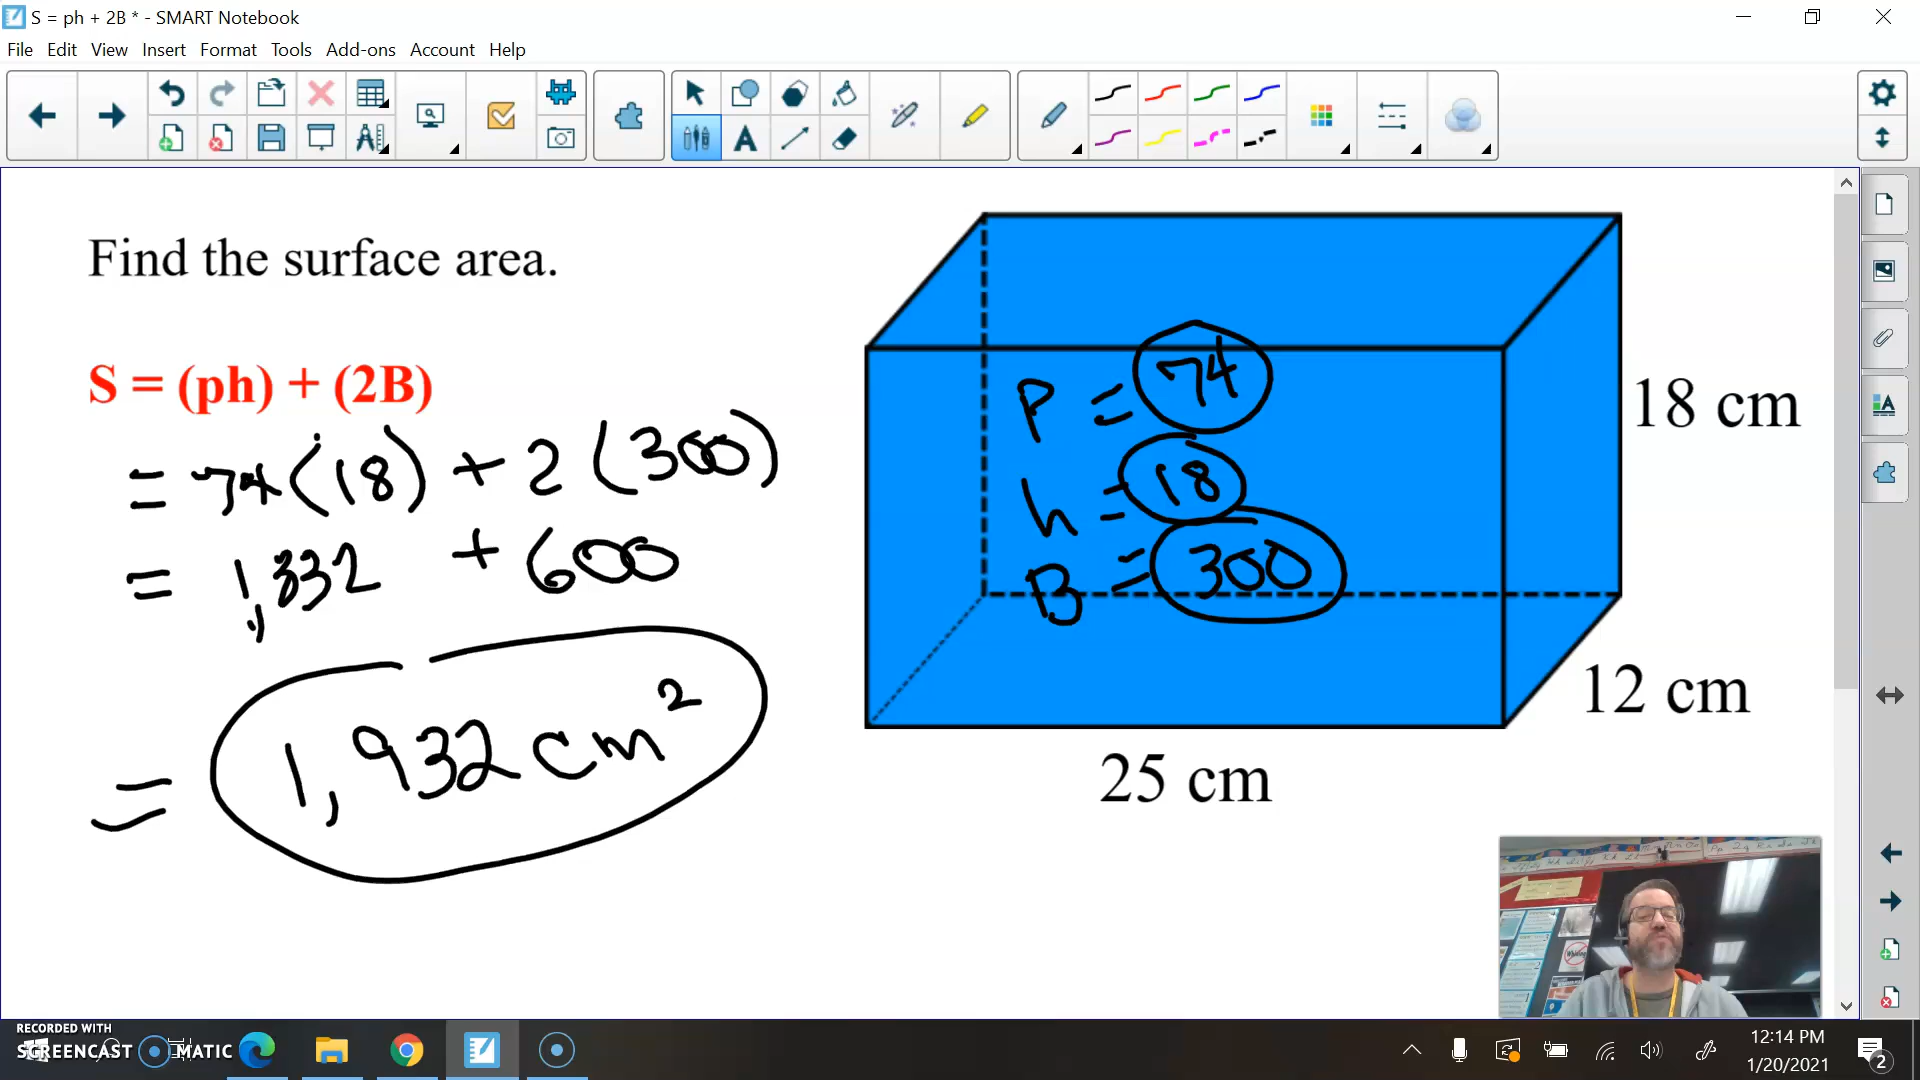 S = ph + 2B * - SMART Notebook
File Edit View Insert Format Tools Add-ons Account Help
Find the surface area.
S = (ph) + (2B)
= 74(18) + 2(300)
= 1,332 + 600
= 1,932 cm²
P = 74
h = 18
B = 300
18 cm
12 cm
25 cm
RECORDED WITH
SCREENCAST MATIC
12:14 PM
1/20/2021
2